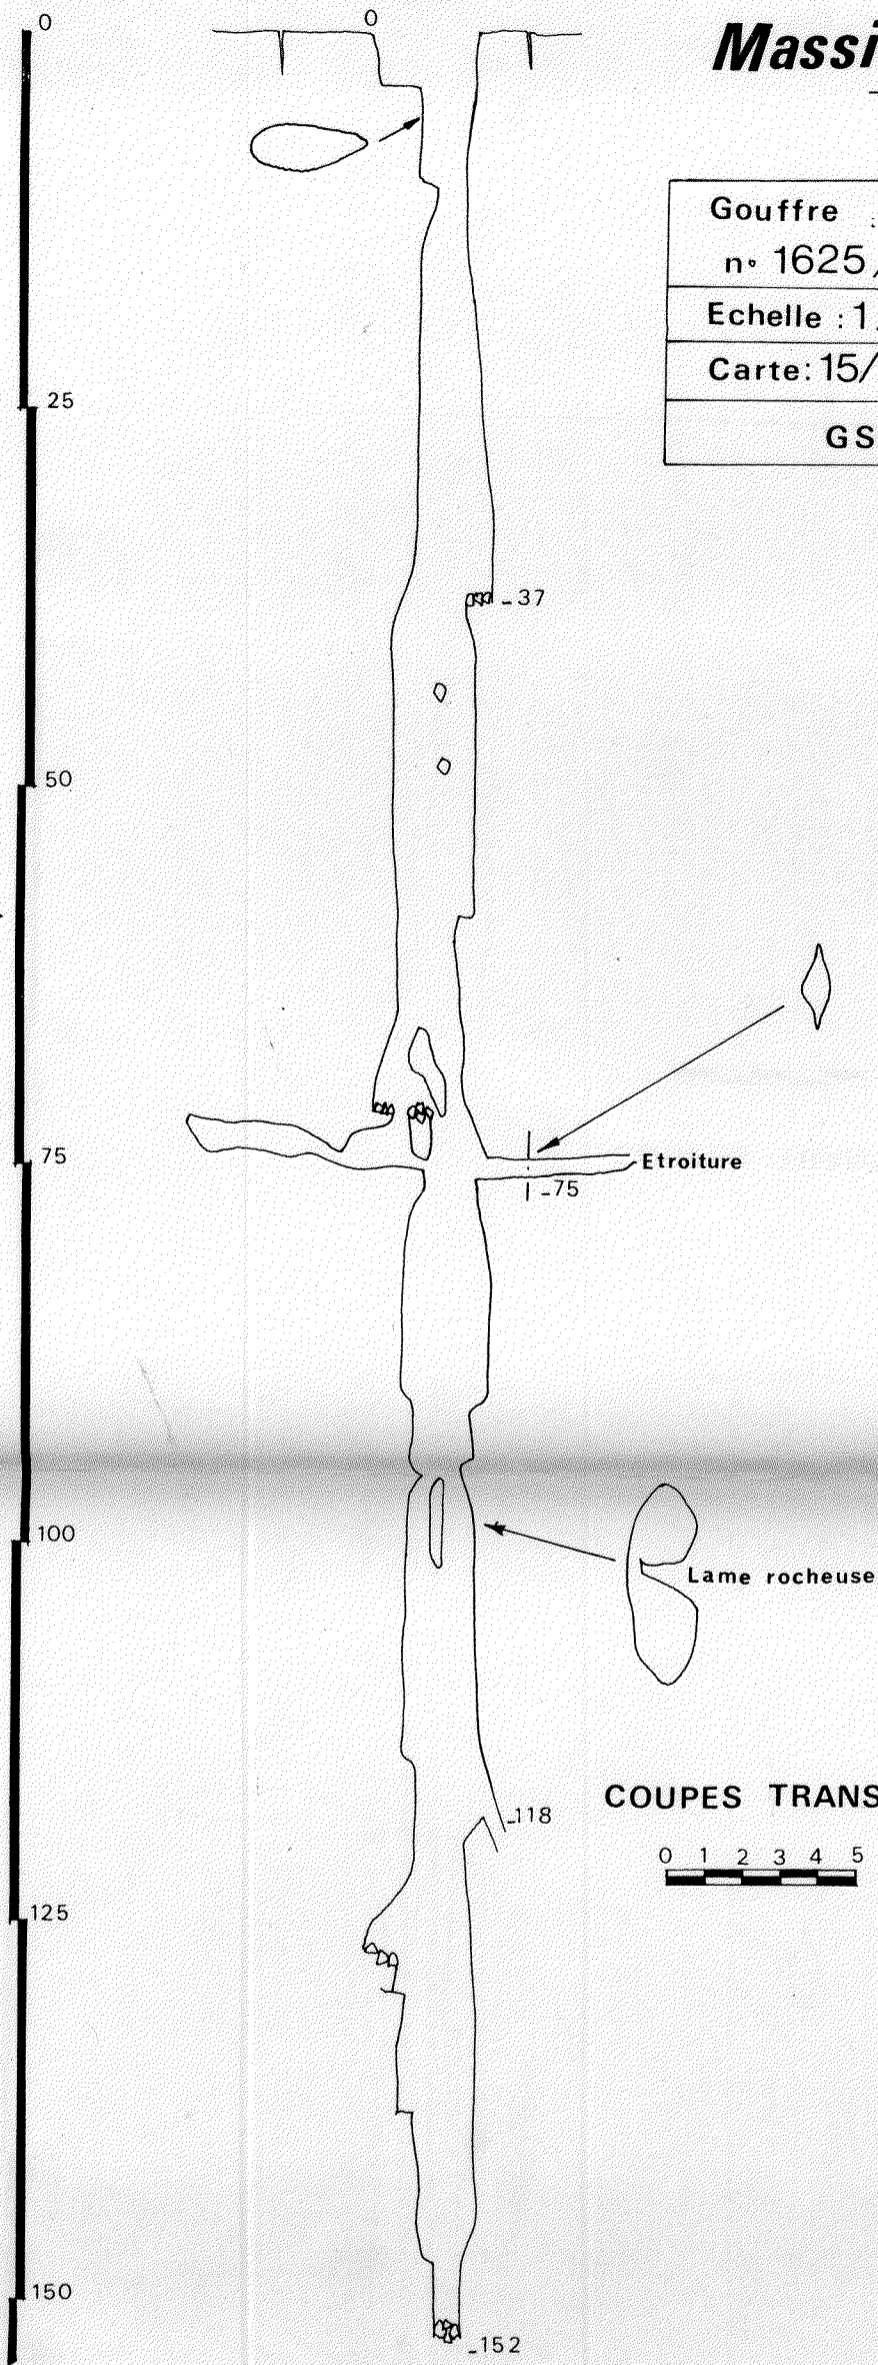 0
0
Massi
Gouffre :
n° 1625/
Echelle : 1
Carte: 15/
GS
25
-37
50
75
Etroiture
-75
100
Lame rocheuse
COUPES TRANS
-118
0 1 2 3 4 5
125
150
-152